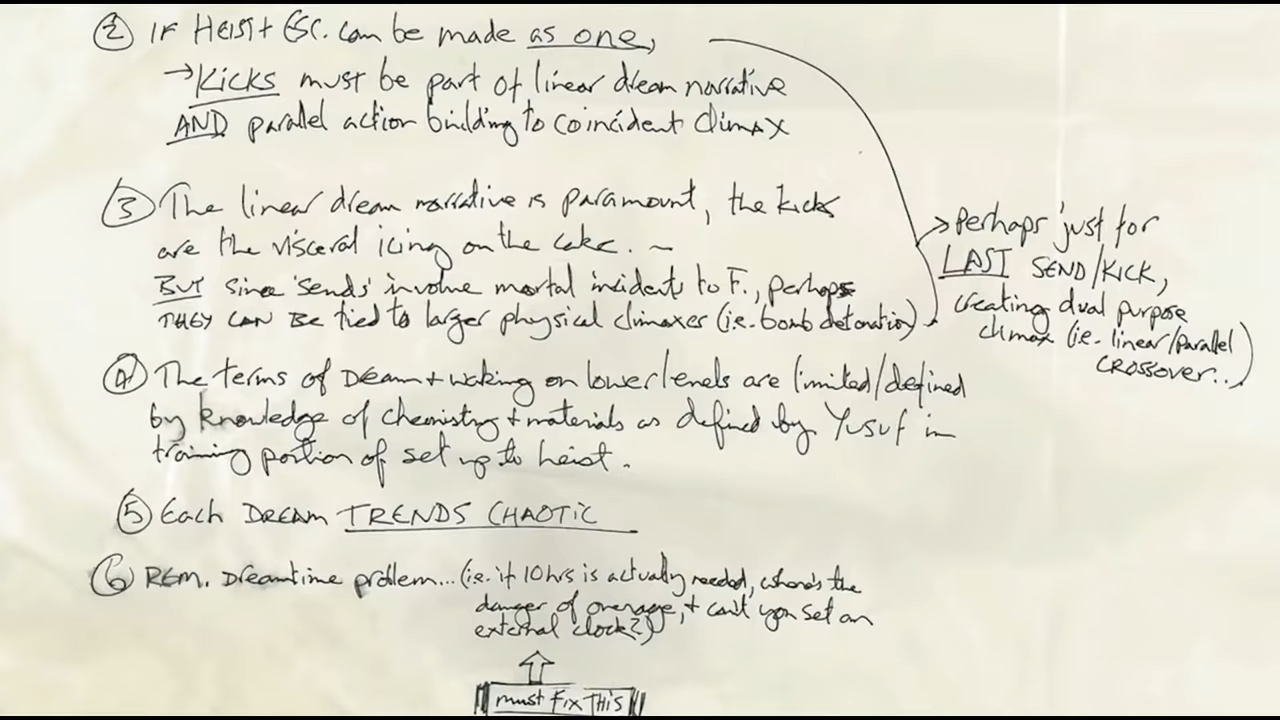 ② IF HEIST + ESC. can be made as one,
→ KICKS must be part of linear dream narrative
AND parallel action building to coincident climax
③ The linear dream narrative is paramount, the kicks
are the visceral icing on the cake. ~
BUT since 'sends' involve mortal incidents to F., perhaps
THEY CAN BE tied to larger physical climaxes (i.e. bomb detonation)
→ Perhaps just for
LAST SEND/KICK,
creating dual purpose
climax (i.e. linear/parallel
CROSSOVER..)
④ The terms of Dream + waking on lower levels are limited/defined
by knowledge of chemistry + materials as defined by Yusuf in
training portion of set up to heist.
⑤ Each DREAM TRENDS CHAOTIC
⑥ REM. Dreamtime problem... (i.e. if 10 hrs is actually needed, where's the
danger of overage, + can't you set an
external clock?)
must FIX THIS